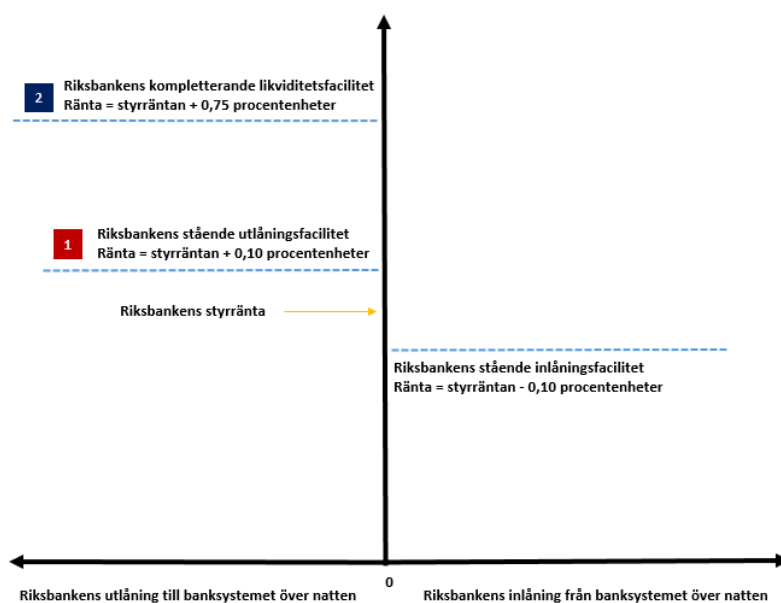 2
Riksbankens kompletterande likviditetsfacilitet
Ränta = styrräntan + 0,75 procentenheter
1
Riksbankens stående utlåningsfacilitet
Ränta = styrräntan + 0,10 procentenheter
Riksbankens styrränta
Riksbankens stående inlåningsfacilitet
Ränta = styrräntan - 0,10 procentenheter
0
Riksbankens utlåning till banksystemet över natten
Riksbankens inlåning från banksystemet över natten